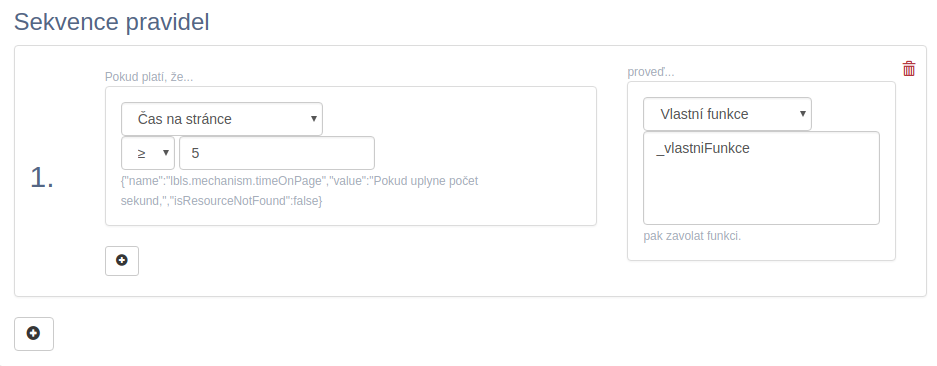 Sekvence pravidel
1.
Pokud platí, že...
Čas na stránce
≥
5
{"name":"lbls.mechanism.timeOnPage","value":"Pokud uplyne počet
sekund,","isResourceNotFound":false}
proveď...
Vlastní funkce
_vlastniFunkce
pak zavolat funkci.